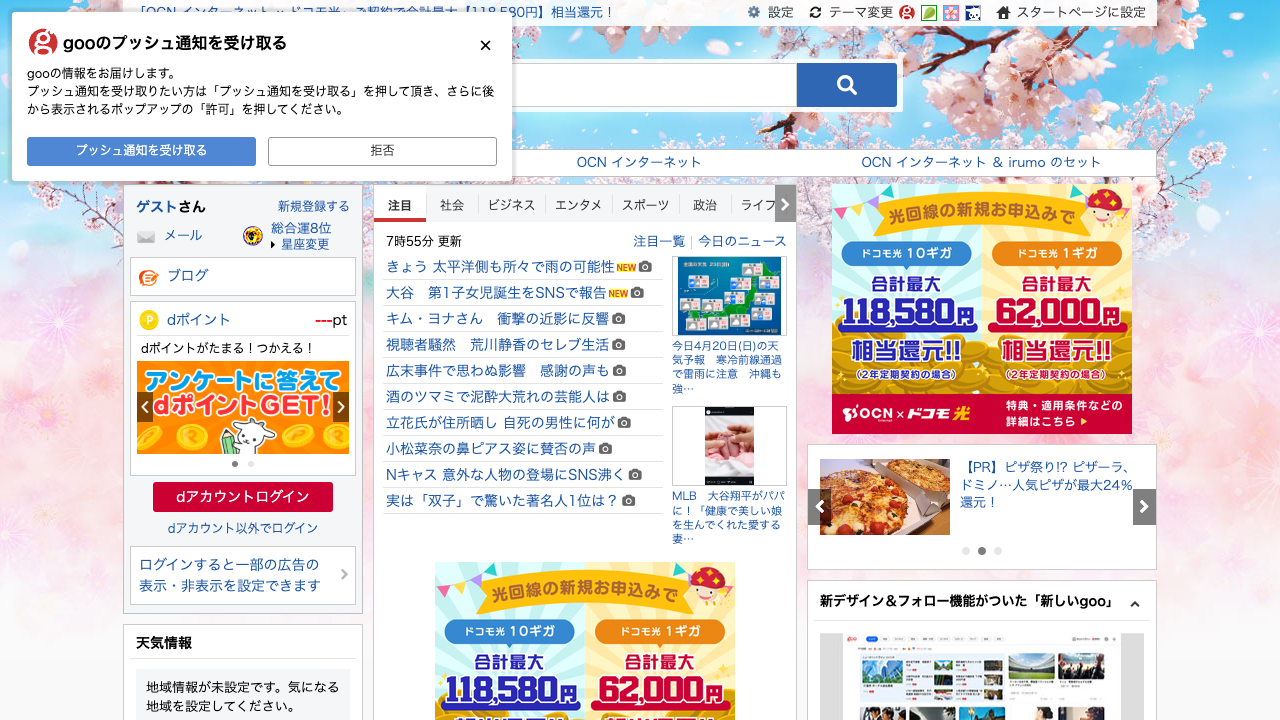 「OCN インターネット × ドコモ光」ご契約で合計最大【118,580円】相当還元！
設定
テーマ変更
スタートページに設定
gooのプッシュ通知を受け取る
gooの情報をお届けします。
プッシュ通知を受け取りたい方は「プッシュ通知を受け取る」を押して頂き、さらに後
から表示されるポップアップの「許可」を押してください。
プッシュ通知を受け取る
拒否
OCN インターネット
OCN インターネット ＆ irumo のセット
ゲストさん
新規登録する
メール
総合運8位
星座変更
ブログ
dポイント
---pt
dポイントがたまる！つかえる！
アンケートに答えて
dポイントGET！
dアカウントログイン
dアカウント以外でログイン
ログインすると一部の広告の
表示・非表示を設定できます
天気情報
地域情報が未設定です。気になる
地域を設定
注目
社会
ビジネス
エンタメ
スポーツ
政治
ライフ
7時55分 更新
注目一覧
今日のニュース
きょう 太平洋側も所々で雨の可能性 NEW
大谷　第1子女児誕生をSNSで報告 NEW
キム・ヨナさん　衝撃の近影に反響
視聴者騒然　荒川静香のセレブ生活
広末事件で思わぬ影響　感謝の声も
酒のツマミで泥酔大荒れの芸能人は
立花氏が住所晒し 自死の男性に何が
小松菜奈の鼻ピアス姿に賛否の声
Nキャス 意外な人物の登場にSNS沸く
実は「双子」で驚いた著名人1位は？
今日4月20日(日)の天
気予報　寒冷前線通過
で雷雨に注意　沖縄も
強…
MLB　大谷翔平がパパ
に！「健康で美しい娘
を生んでくれた愛する
妻…
光回線の新規お申込みで
ドコモ光 10ギガ
ドコモ光 1ギガ
合計最大
合計最大
118,580円
62,000円
光回線の新規お申込みで
ドコモ光 10ギガ
ドコモ光 1ギガ
合計最大
合計最大
118,580円
62,000円
相当還元!!
相当還元!!
(2年定期契約の場合)
(2年定期契約の場合)
OCN × ドコモ光
特典・適用条件などの
詳細はこちら
【PR】ピザ祭り!? ピザーラ、
ドミノ…人気ピザが最大24%
還元！
新デザイン＆フォロー機能がついた「新しいgoo」